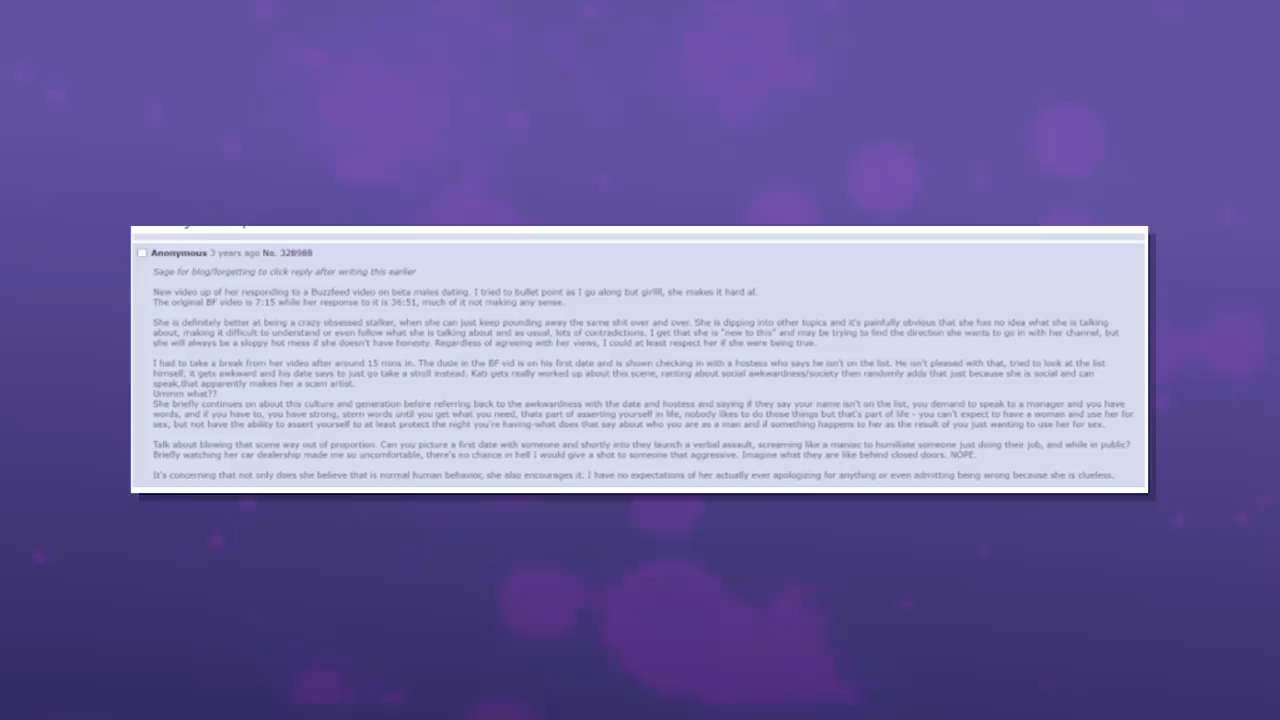 Anonymous 3 years ago No. 328988
Sage for blog/forgetting to click reply after writing this earlier
New video up of her responding to a Buzzfeed video on beta males dating. I tried to bullet point as I go along but girllll, she makes it hard af.
The original BF video is 7:15 while her response to it is 36:51, much of it not making any sense.
She is definitely better at being a crazy obsessed stalker, when she can just keep pounding away the same shit over and over. She is dipping into other topics and it's painfully obvious that she has no idea what she is talking
about, making it difficult to understand or even follow what she is talking about and as usual, lots of contradictions. I get that she is "new to this" and may be trying to find the direction she wants to go in with her channel, but
she will always be a sloppy hot mess if she doesn't have honesty. Regardless of agreeing with her views, I could at least respect her if she were being true.
I had to take a break from her video after around 15 mins in. The dude in the BF vid is on his first date and is shown checking in with a hostess who says he isn't on the list. He isn't pleased with that, tried to look at the list
himself, it gets awkward and his date says to just go take a stroll instead. Kati gets really worked up about this scene, ranting about social awkwardness/society then randomly adds that just because she is social and can
speak,that apparently makes her a scam artist.
Ummm what??
She briefly continues on about this culture and generation before referring back to the awkwardness with the date and hostess and saying if they say your name isn't on the list, you demand to speak to a manager and you have
words, and if you have to, you have strong, stern words until you get what you need, thats part of asserting yourself in life, nobody likes to do those things but that's part of life - you can't expect to have a woman and use her for
sex, but not have the ability to assert yourself to at least protect the night you're having-what does that say about who you are as a man and if something happens to her as the result of you just wanting to use her for sex.
Talk about blowing that scene way out of proportion. Can you picture a first date with someone and shortly into they launch a verbal assault, screaming like a maniac to humiliate someone just doing their job, and while in public?
Briefly watching her car dealership made me so uncomfortable, there's no chance in hell I would give a shot to someone that aggressive. Imagine what they are like behind closed doors. NOPE.
It's concerning that not only does she believe that is normal human behavior, she also encourages it. I have no expectations of her actually ever apologizing for anything or even admitting being wrong because she is clueless.